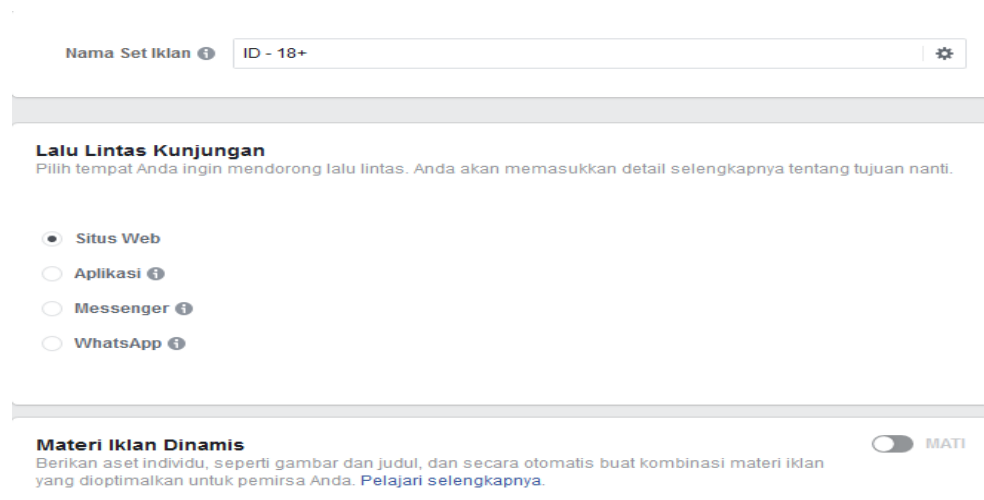 Nama Set Iklan
ID - 18+
Lalu Lintas Kunjungan
Pilih tempat Anda ingin mendorong lalu lintas. Anda akan memasukkan detail selengkapnya tentang tujuan nanti.
Situs Web
Aplikasi
Messenger
WhatsApp
Materi Iklan Dinamis
MATI
Berikan aset individu, seperti gambar dan judul, dan secara otomatis buat kombinasi materi iklan
yang dioptimalkan untuk pemirsa Anda. Pelajari selengkapnya.